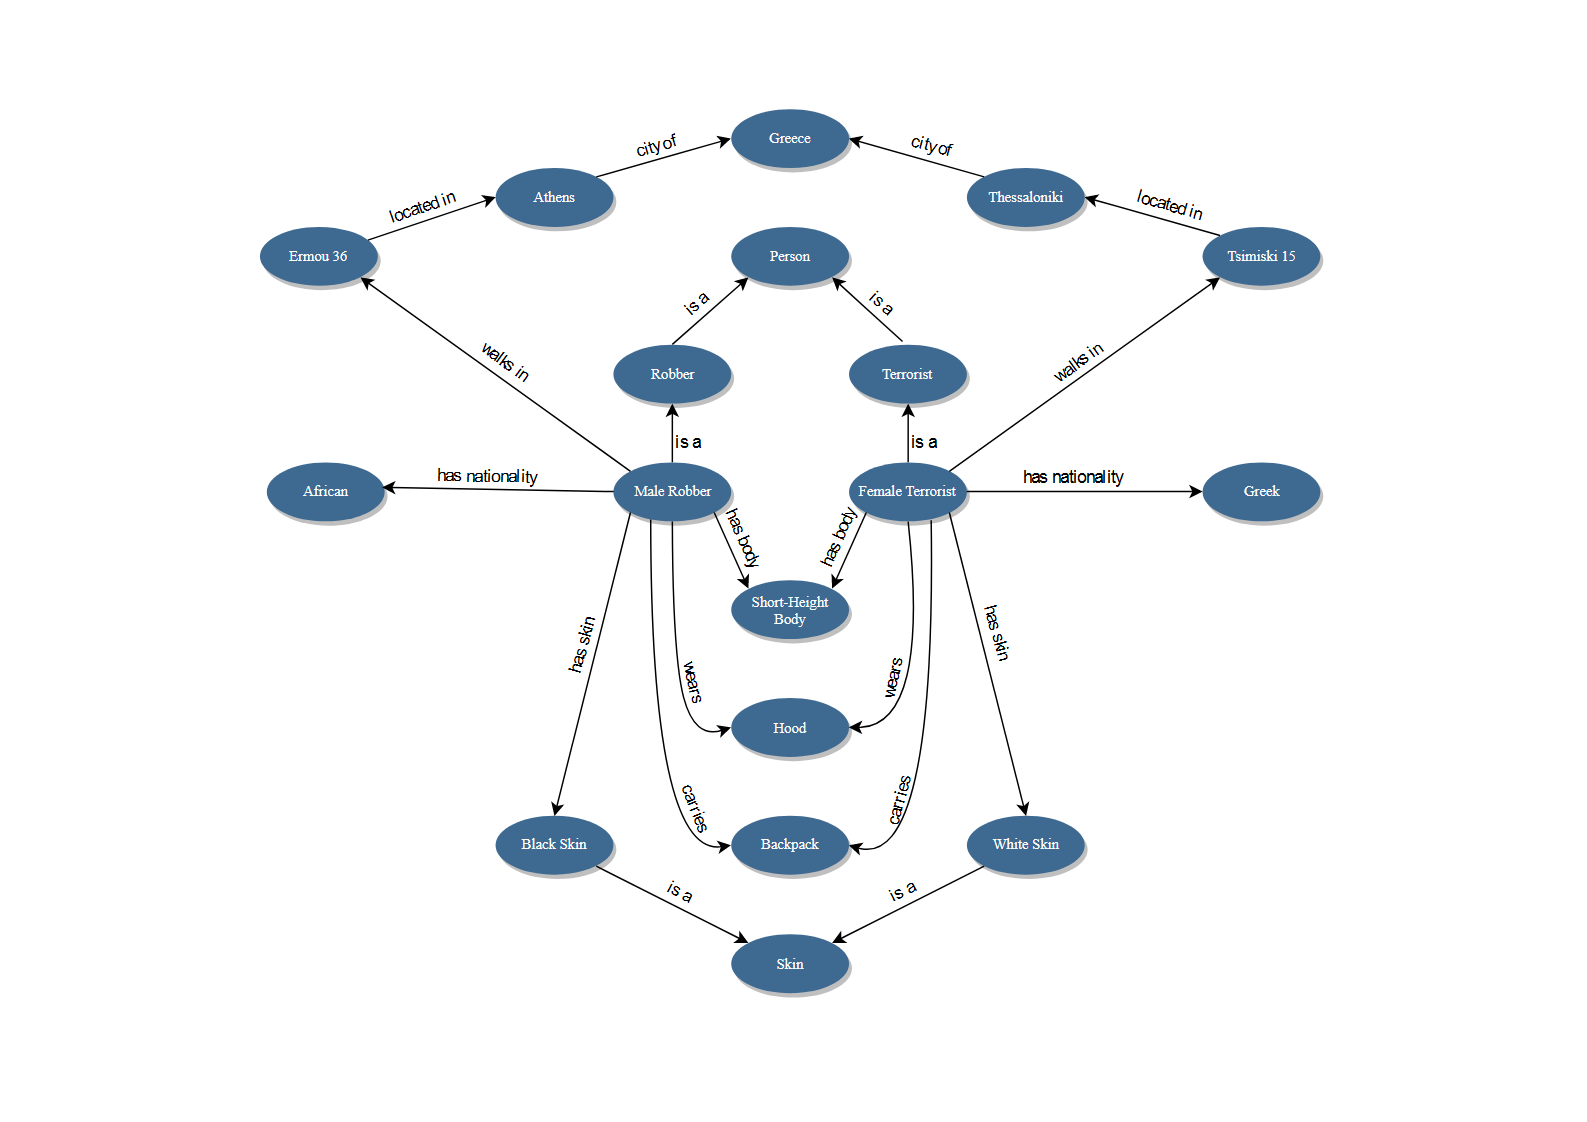 Greece
city of
city of
Athens
Thessaloniki
located in
located in
Ermou 36
Person
Tsimiski 15
is a
is a
walks in
walks in
Robber
Terrorist
is a
is a
African
has nationality
Male Robber
Female Terrorist
has nationality
Greek
has body
has body
Short-Height
Body
has skin
has skin
wears
wears
Hood
carries
carries
Black Skin
Backpack
White Skin
is a
is a
Skin